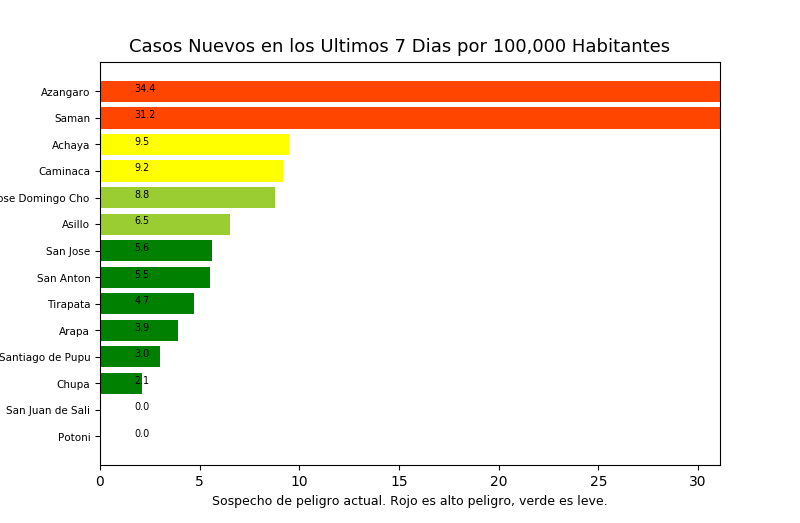 Casos Nuevos en los Ultimos 7 Dias por 100,000 Habitantes
Azangaro 34.4
Saman 31.2
Achaya 9.5
Caminaca 9.2
ose Domingo Cho 8.8
Asillo 6.5
San Jose 5.6
San Anton 5.5
Tirapata 4.7
Arapa 3.9
Santiago de Pupu 3.0
Chupa 2.1
San Juan de Sali 0.0
Potoni 0.0
0 5 10 15 20 25 30
Sospecho de peligro actual. Rojo es alto peligro, verde es leve.